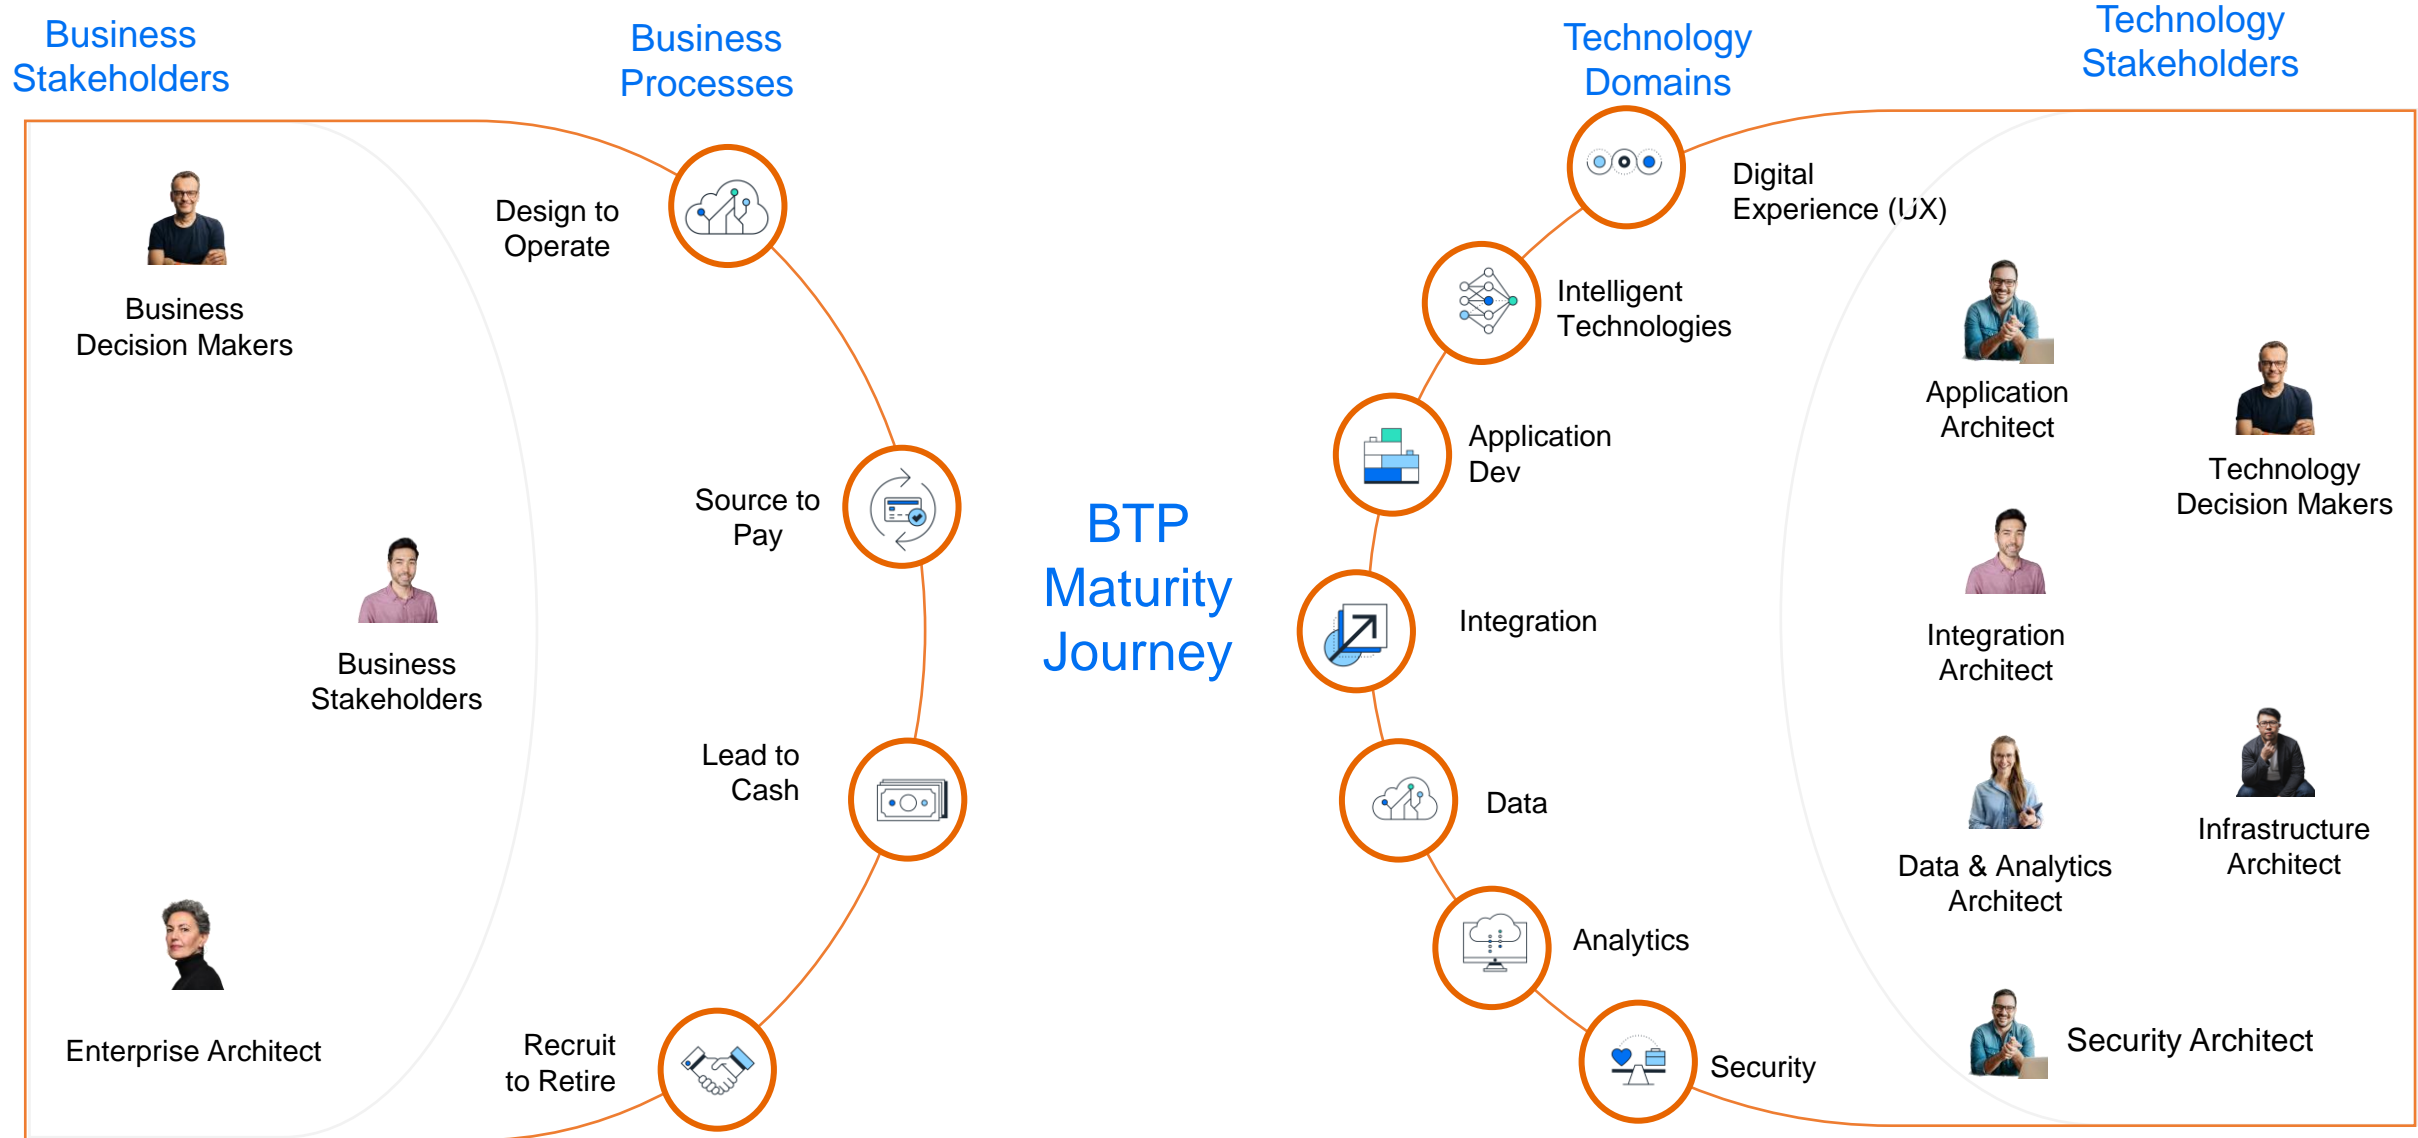 Business
Stakeholders
Business
Processes
Technology
Domains
Technology
Stakeholders
Business
Decision Makers
Business
Stakeholders
Enterprise Architect
Design to
Operate
Source to
Pay
Lead to
Cash
Recruit
to Retire
BTP
Maturity
Journey
Digital
Experience (UX)
Intelligent
Technologies
Application
Dev
Integration
Data
Analytics
Security
Application
Architect
Technology
Decision Makers
Integration
Architect
Infrastructure
Architect
Data & Analytics
Architect
Security Architect